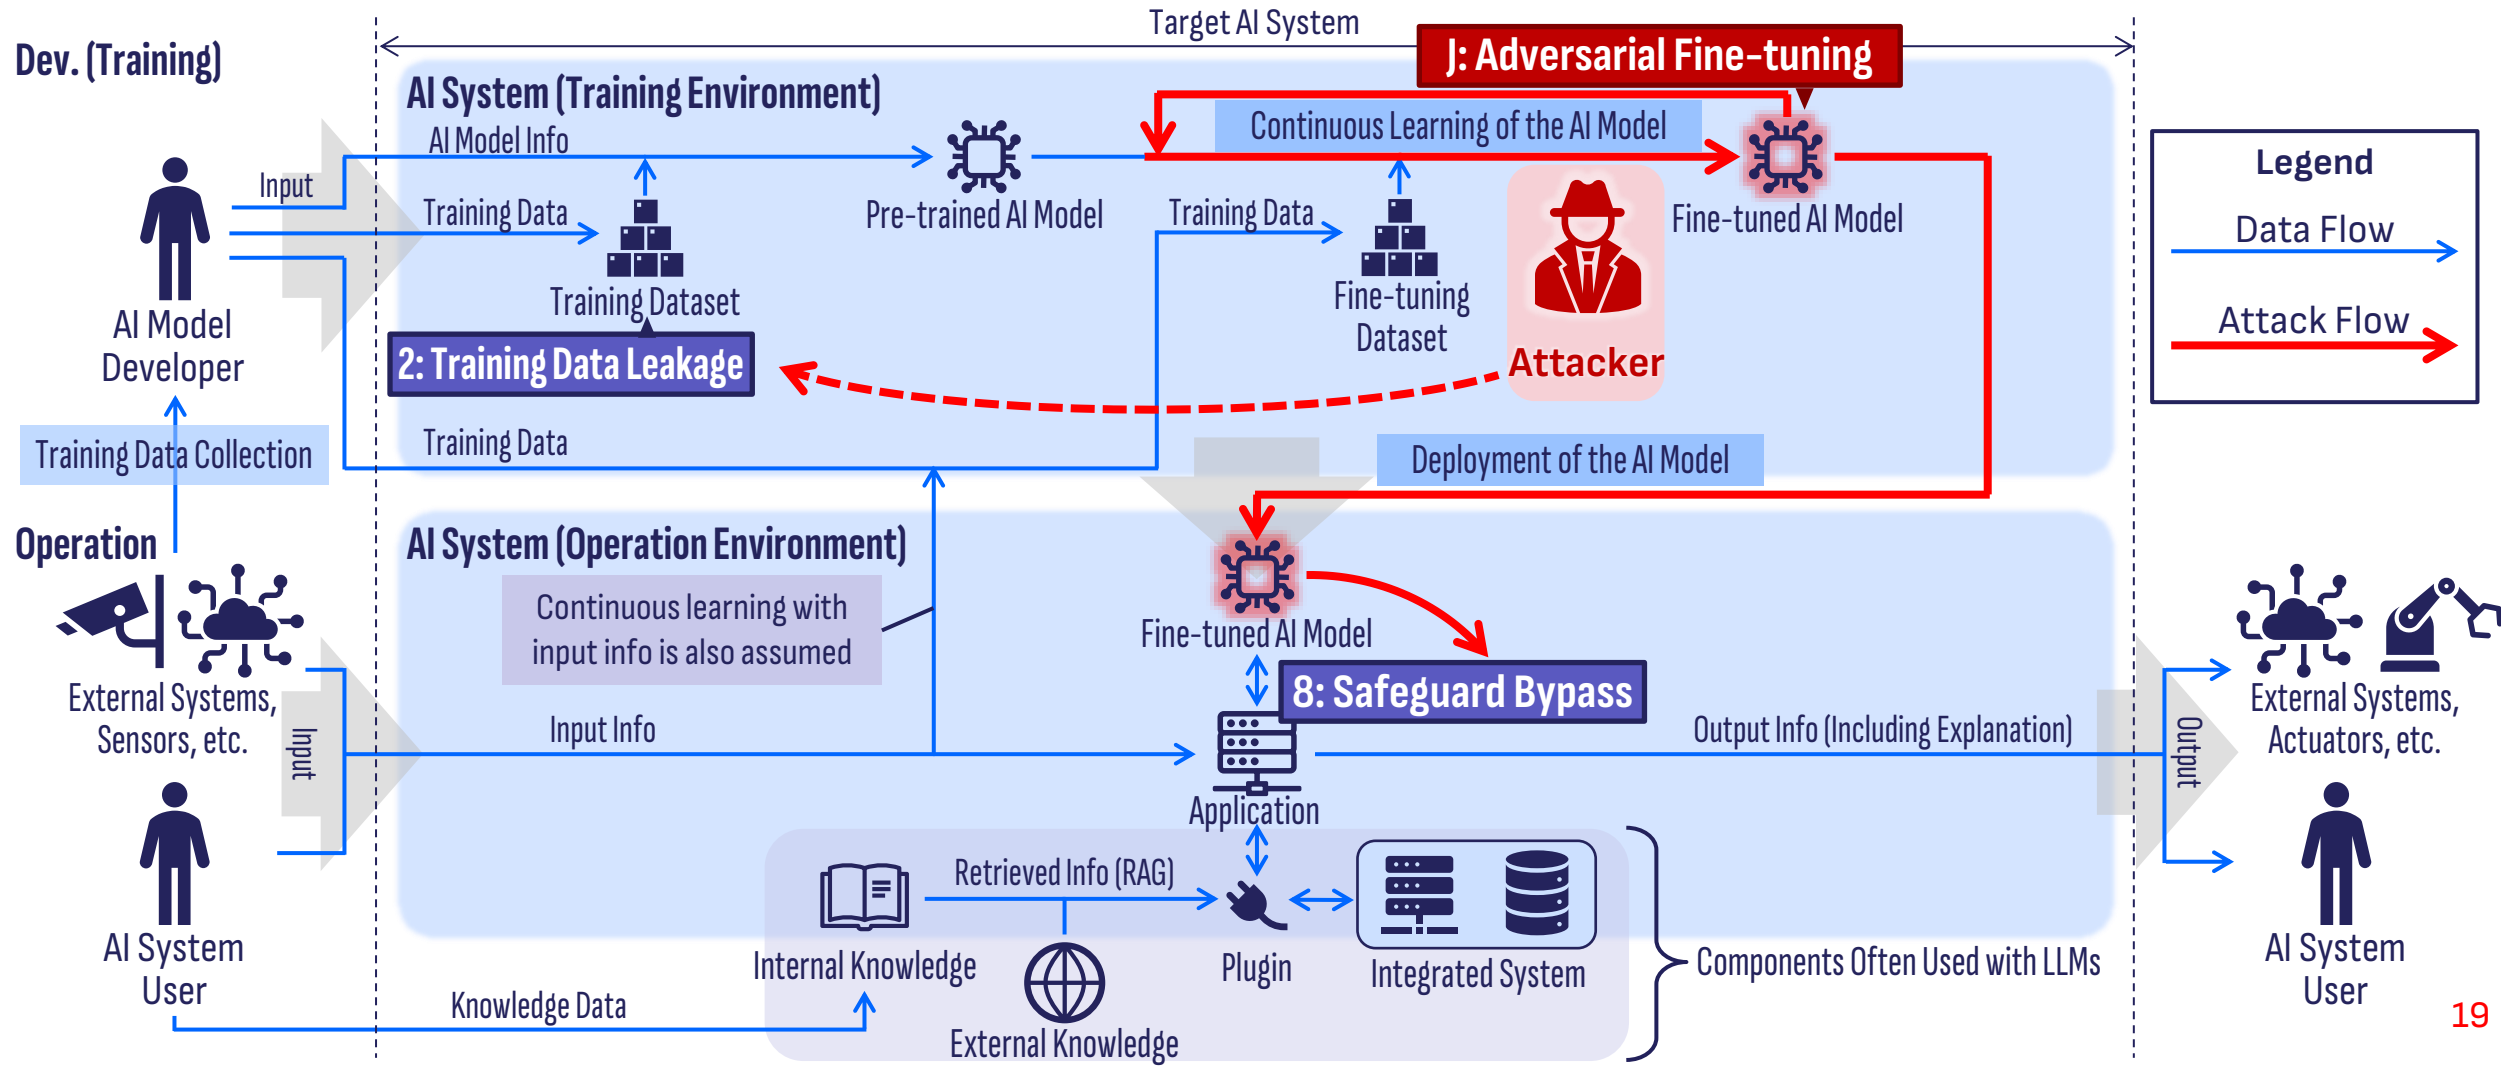 Target AI System
Dev. (Training)
J: Adversarial Fine-tuning
AI System (Training Environment)
AI Model Info
Continuous Learning of the AI Model
Input
Training Data
Pre-trained AI Model
Training Data
Fine-tuned AI Model
Training Dataset
Fine-tuning
Dataset
AI Model
Developer
2: Training Data Leakage
Attacker
Legend
Data Flow
Attack Flow
Training Data Collection
Training Data
Deployment of the AI Model
Operation
AI System (Operation Environment)
Continuous learning with
input info is also assumed
Fine-tuned AI Model
8: Safeguard Bypass
External Systems,
Sensors, etc.
Input
Input Info
Output Info (Including Explanation)
Output
External Systems,
Actuators, etc.
Application
Retrieved Info (RAG)
AI System
User
Internal Knowledge
Plugin
Integrated System
Components Often Used with LLMs
AI System
User
Knowledge Data
External Knowledge
19